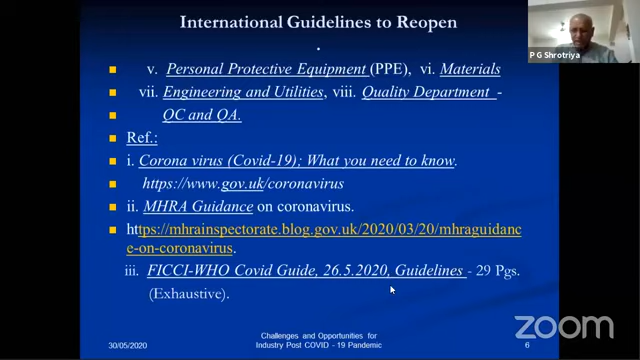 International Guidelines to Reopen
.
P G Shrotriya
v. Personal Protective Equipment (PPE), vi. Materials
vii. Engineering and Utilities, viii. Quality Department -
QC and QA.
Ref.:
i. Corona virus (Covid-19); What you need to know.
https://www.gov.uk/coronavirus
ii. MHRA Guidance on coronavirus.
https://mhrainspectorate.blog.gov.uk/2020/03/20/mhraguidanc
e-on-coronavirus.
iii. FICCI-WHO Covid Guide, 26.5.2020, Guidelines - 29 Pgs.
(Exhaustive).
30/05/2020
Challenges and Opportunities for
Industry Post COVID - 19 Pandemic
6
zoom